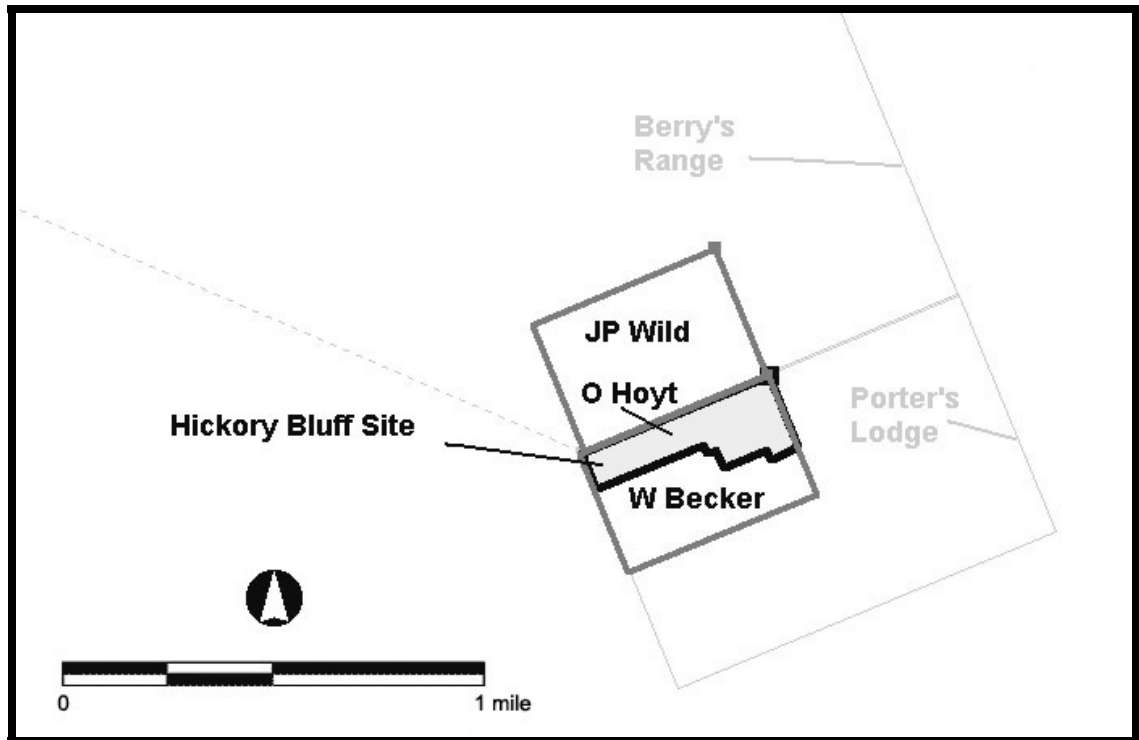 Berry's
Range
JP Wild
O Hoyt
Hickory Bluff Site
Porter's
Lodge
W Becker
0
1 mile